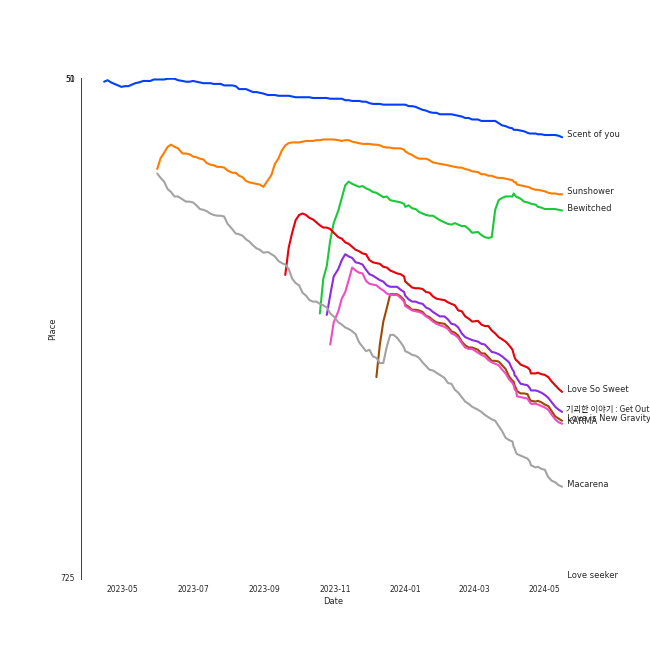 Scent of you
Sunshower
Bewitched
Love So Sweet
기괴한 이야기 : Get Out
Love is New Gravity
KARMA
Macarena
Love seeker
Place
725
2023-05
2023-07
2023-09
2023-11
2024-01
2024-03
2024-05
Date